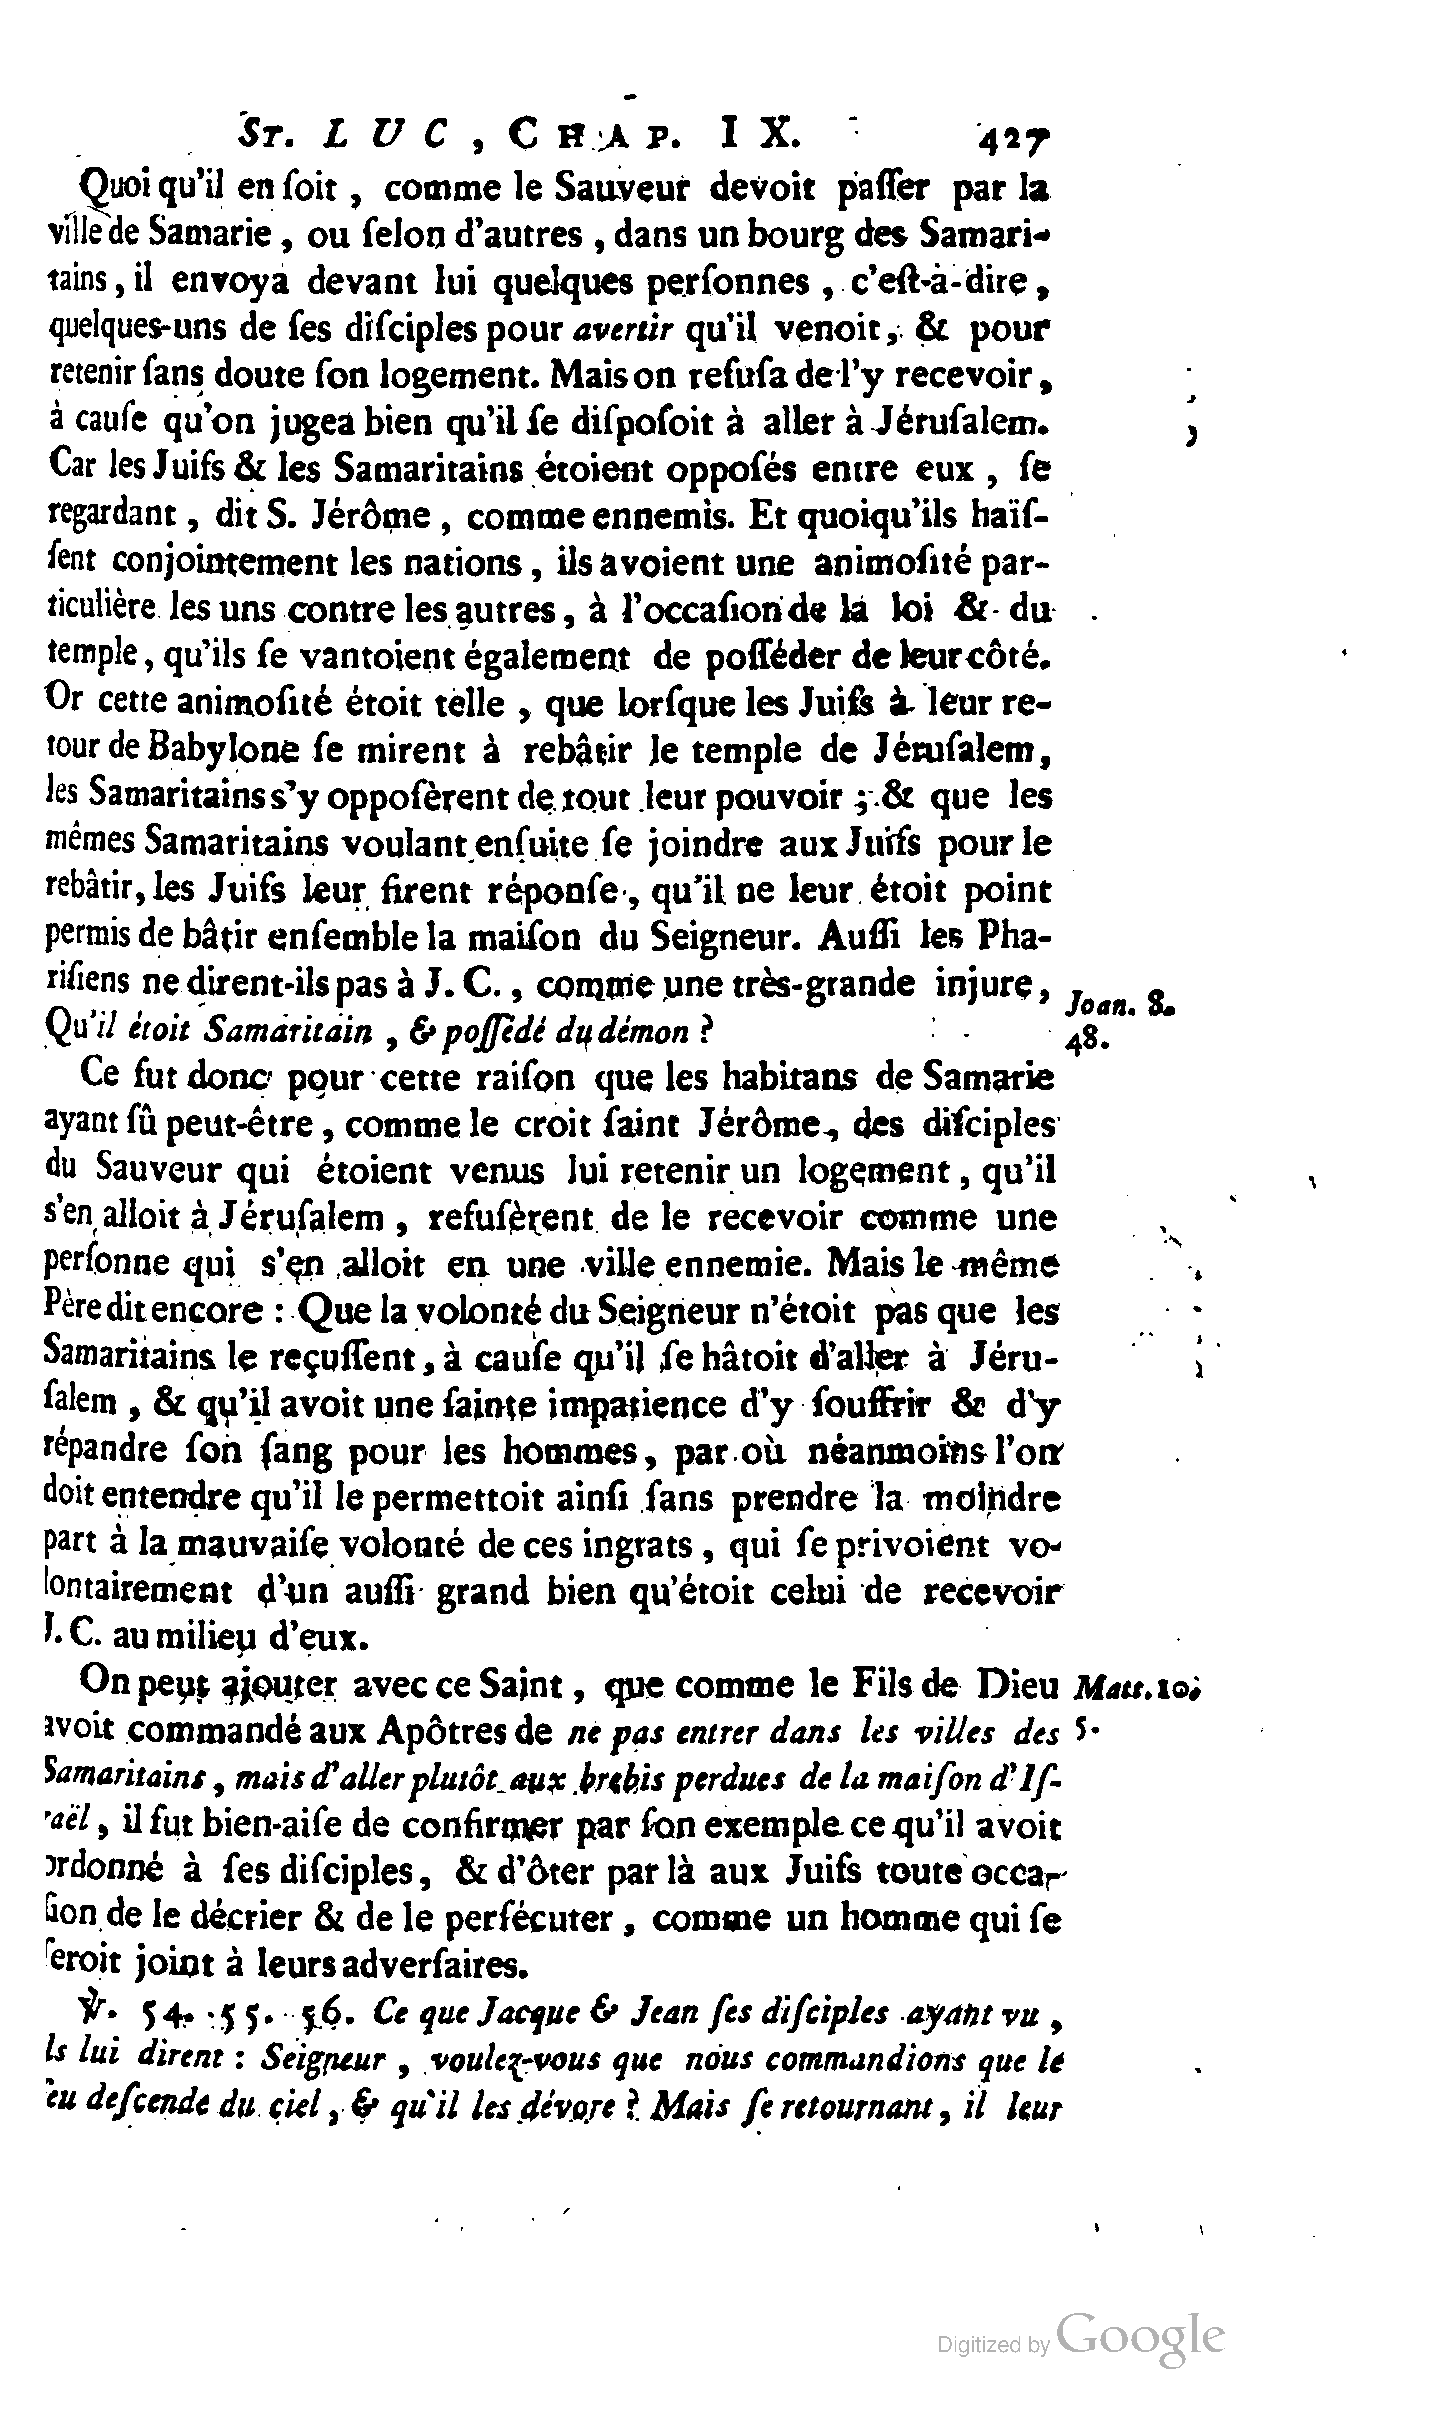 ST. LUC, CHAP. IX. 427
Quoi qu'il en ſoit, comme le Sauveur devoit paſſer par la
ville de Samarie, ou ſelon d'autres, dans un bourg des Samari-
tains, il envoya devant lui quelques perſonnes, c'eſt-à-dire,
quelques-uns de ſes diſciples pour avertir qu'il venoit, & pour
retenir ſans doute ſon logement. Mais on refuſa de l'y recevoir,
à cauſe qu'on jugea bien qu'il ſe diſpoſoit à aller à Jéruſalem.
Car les Juifs & les Samaritains étoient oppoſés entre eux, ſe
regardant, dit S. Jérôme, comme ennemis. Et quoiqu'ils haïſ-
ſent conjointement les nations, ils avoient une animoſité par-
ticulière les uns contre les autres, à l'occaſion de la loi & du
temple, qu'ils ſe vantoient également de poſſéder de leur côté.
Or cette animoſité étoit telle, que lorſque les Juifs à leur re-
tour de Babylone ſe mirent à rebâtir le temple de Jéruſalem,
les Samaritains s'y oppoſèrent de tout leur pouvoir ; & que les
mêmes Samaritains voulant enſuite ſe joindre aux Juifs pour le
rebâtir, les Juifs leur firent réponſe, qu'il ne leur étoit point
permis de bâtir enſemble la maiſon du Seigneur. Auſſi les Pha-
riſiens ne dirent-ils pas à J. C., comme une très-grande injure,
Qu'il étoit Samaritain, & poſſédé du démon ?
Joan. 8.
48.
Ce fut donc pour cette raiſon que les habitans de Samarie
ayant ſû peut-être, comme le croit ſaint Jérôme, des diſciples
du Sauveur qui étoient venus lui retenir un logement, qu'il
s'en alloit à Jéruſalem, refuſèrent de le recevoir comme une
perſonne qui s'en alloit en une ville ennemie. Mais le même
Père dit encore : Que la volonté du Seigneur n'étoit pas que les
Samaritains le reçuſſent, à cauſe qu'il ſe hâtoit d'aller à Jéru-
ſalem, & qu'il avoit une ſainte impatience d'y ſouffrir & d'y
répandre ſon ſang pour les hommes, par où néanmoins l'on
doit entendre qu'il le permettoit ainſi ſans prendre la moindre
part à la mauvaiſe volonté de ces ingrats, qui ſe privoient vo-
lontairement d'un auſſi grand bien qu'étoit celui de recevoir
J. C. au milieu d'eux.
On peut ajouter avec ce Saint, que comme le Fils de Dieu
Matt. 10.
5.
avoit commandé aux Apôtres de ne pas entrer dans les villes des
Samaritains, mais d'aller plutôt aux brebis perdues de la maiſon d'Iſ-
raël, il fut bien-aiſe de confirmer par ſon exemple ce qu'il avoit
ordonné à ſes diſciples, & d'ôter par là aux Juifs toute occa-
ſion de le décrier & de le perſécuter, comme un homme qui ſe
ſeroit joint à leurs adverſaires.
℣. 54. 55. 56. Ce que Jacque & Jean ſes diſciples ayant vu,
ls lui dirent : Seigneur, voulez-vous que nous commandions que le
eu deſcende du ciel, & qu'il les dévore ? Mais ſe retournant, il leur
Digitized by Google